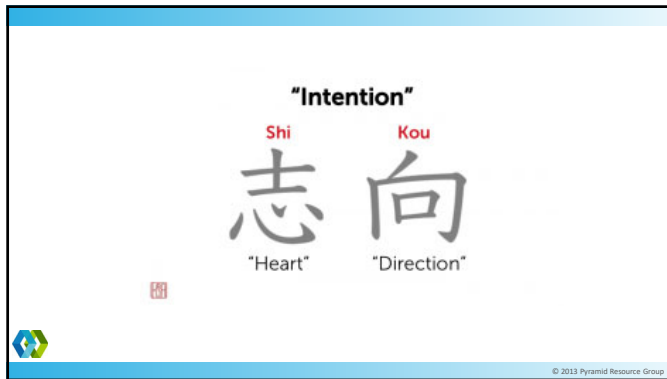 "Intention"
Shi Kou
志向
"Heart" "Direction"
© 2013 Pyramid Resource Group